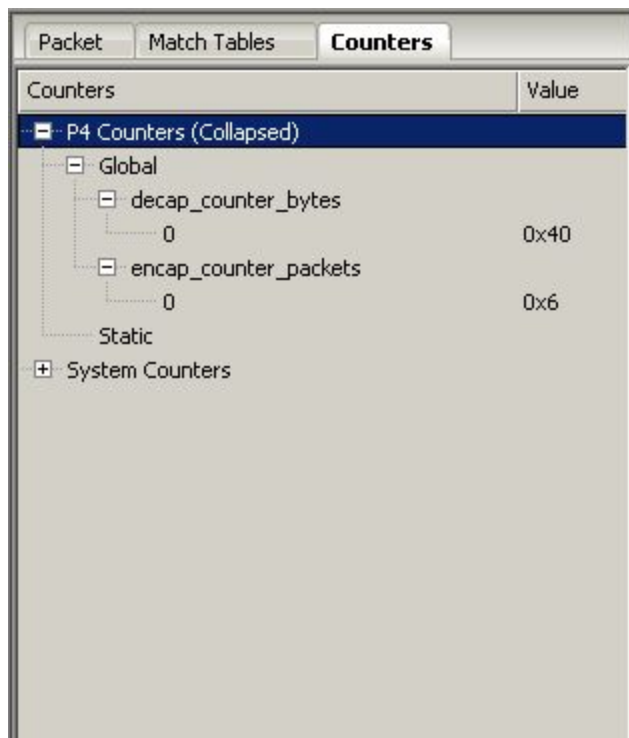 Packet Match Tables Counters
Counters Value
P4 Counters (Collapsed)
Global
decap_counter_bytes
0 0x40
encap_counter_packets
0 0x6
Static
System Counters